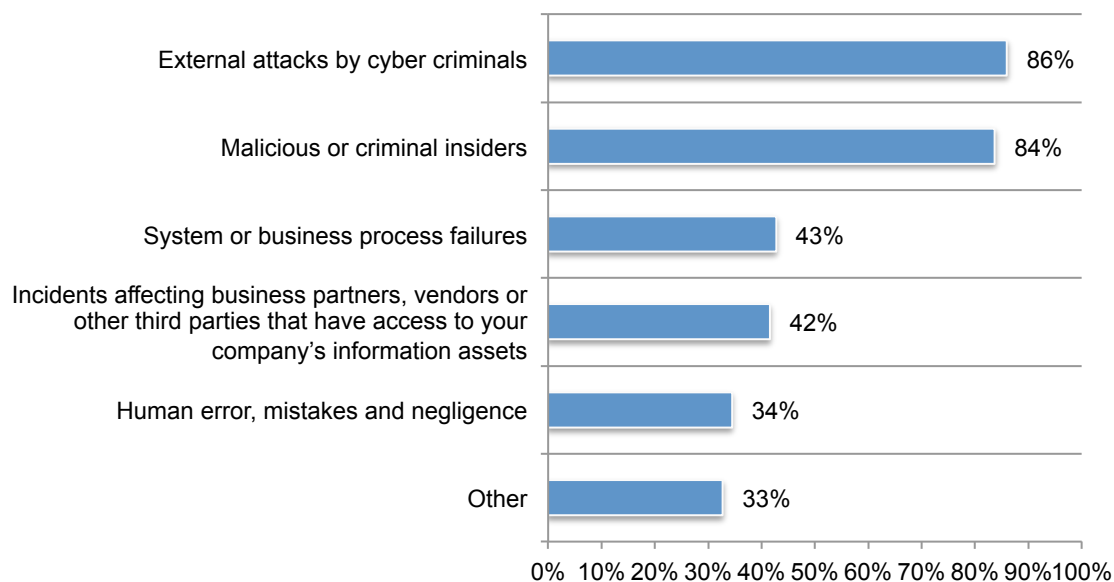 External attacks by cyber criminals
86%
Malicious or criminal insiders
84%
System or business process failures
43%
Incidents affecting business partners, vendors or
other third parties that have access to your
company’s information assets
42%
Human error, mistakes and negligence
34%
Other
33%
0% 10% 20% 30% 40% 50% 60% 70% 80% 90%100%